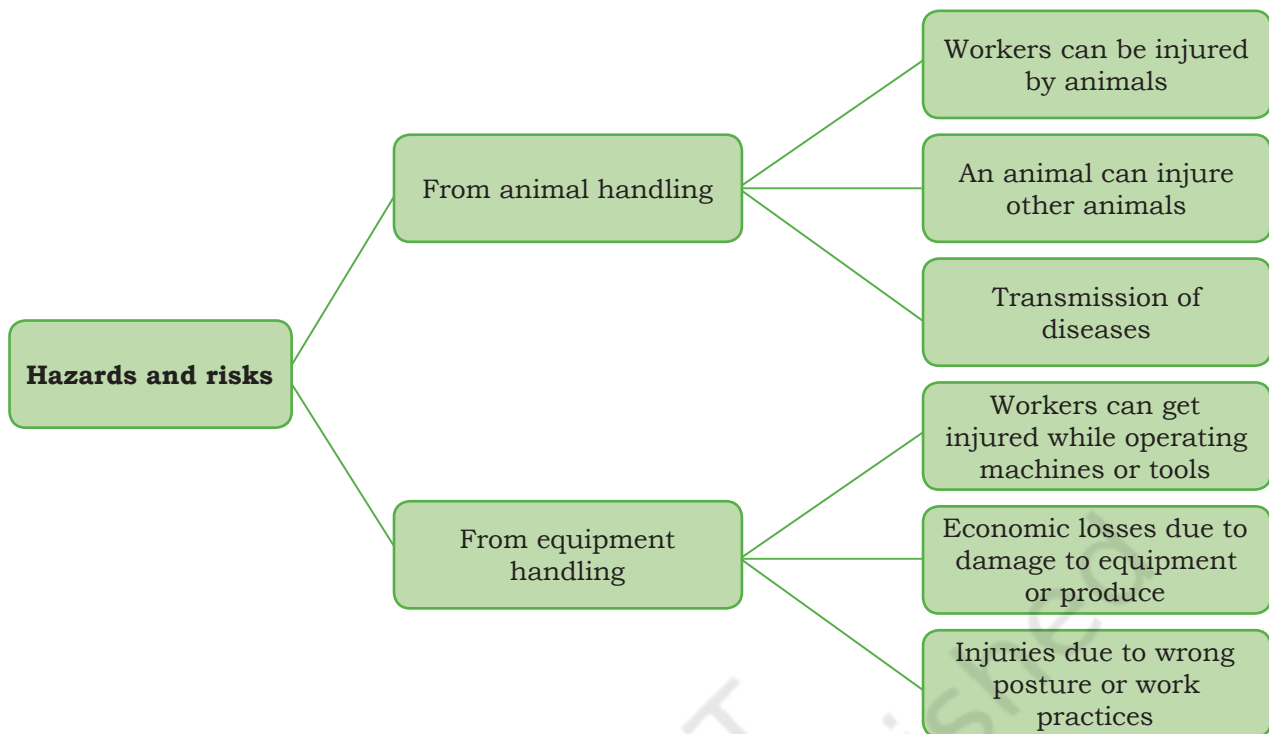 Workers can be injured
by animals
From animal handling
An animal can injure
other animals
Transmission of
diseases
Hazards and risks
Workers can get
injured while operating
machines or tools
From equipment
handling
Economic losses due to
damage to equipment
or produce
Injuries due to wrong
posture or work
practices